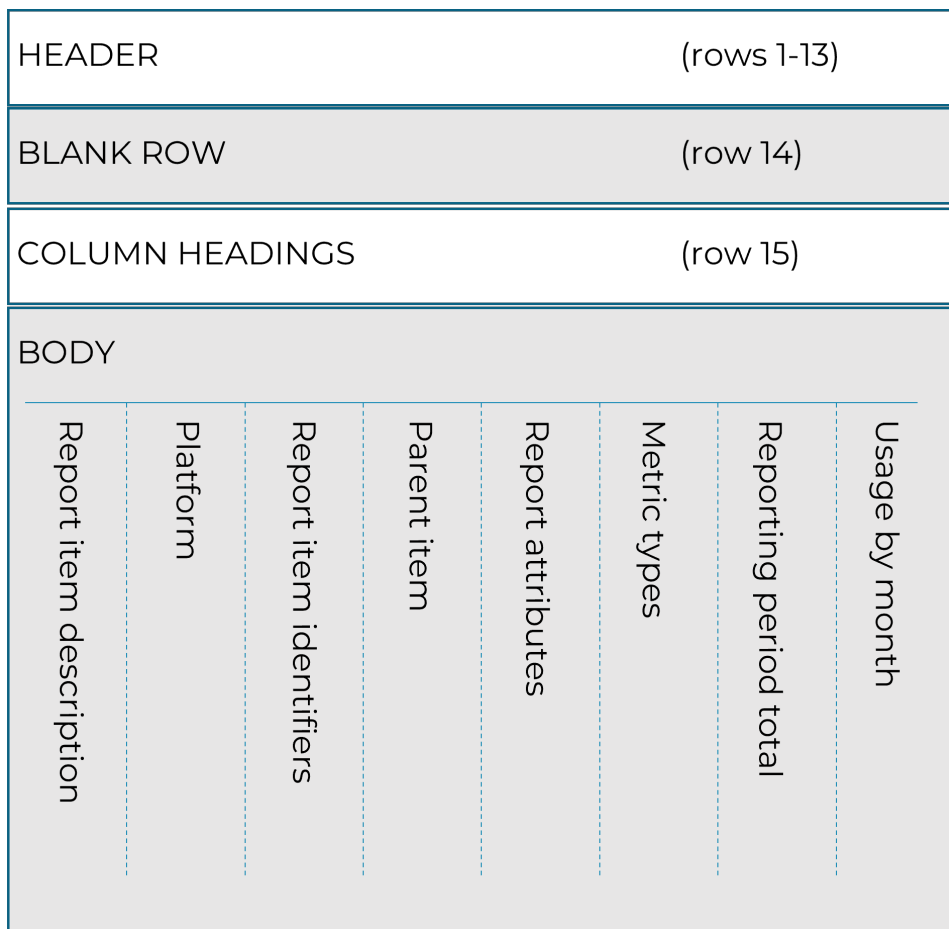 HEADER (rows 1-13)
BLANK ROW (row 14)
COLUMN HEADINGS (row 15)
BODY
Report item description
Platform
Report item identifiers
Parent item
Report attributes
Metric types
Reporting period total
Usage by month